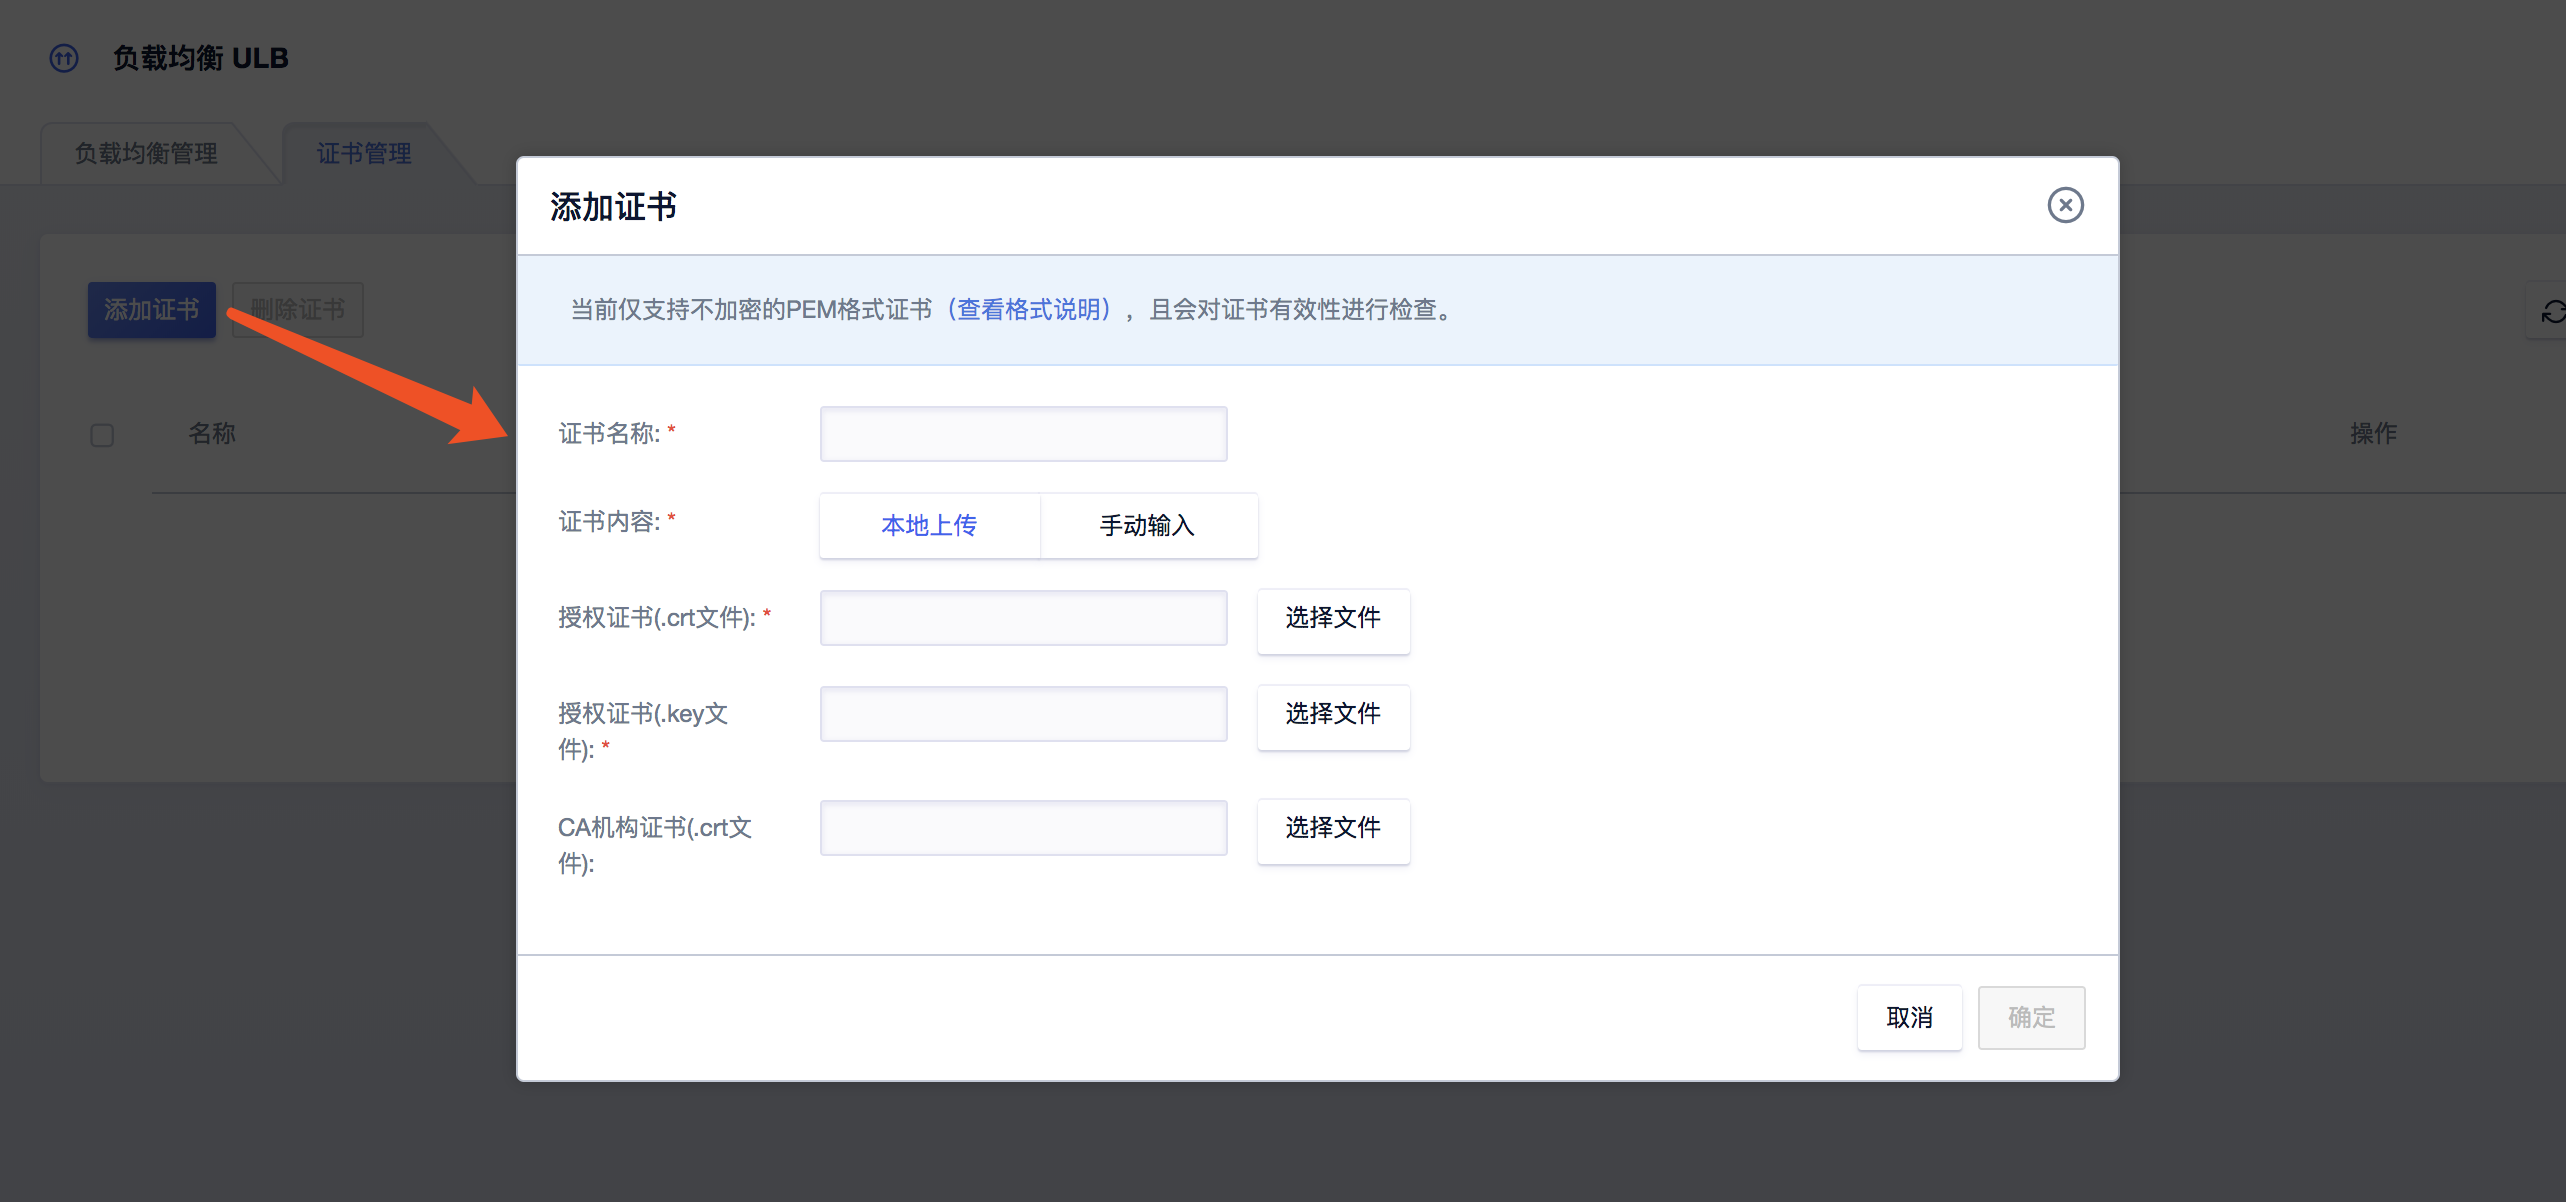 负载均衡 ULB
负载均衡管理
证书管理
添加证书
删除证书
名称
操作
添加证书
当前仅支持不加密的PEM格式证书（查看格式说明），且会对证书有效性进行检查。
证书名称: *
证书内容: *
本地上传
手动输入
授权证书(.crt文件): *
选择文件
授权证书(.key文
件): *
选择文件
CA机构证书(.crt文
件):
选择文件
取消
确定